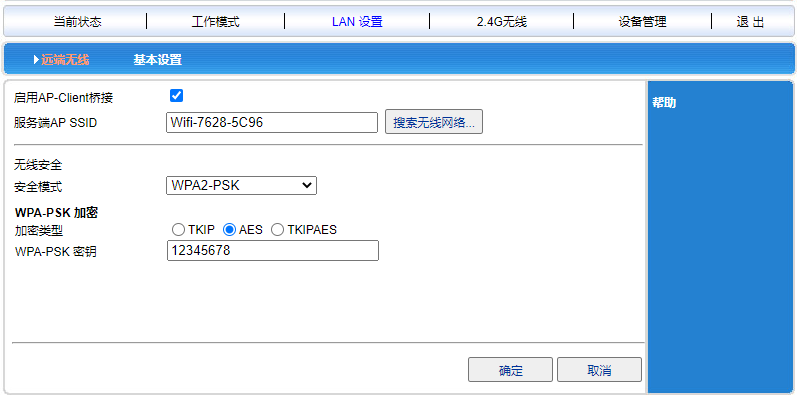 当前状态 工作模式 LAN 设置 2.4G无线 设备管理 退 出
远端无线 基本设置
启用AP-Client桥接
帮助
服务端AP SSID Wifi-7628-5C96 搜索无线网络...
无线安全
安全模式 WPA2-PSK
WPA-PSK 加密
加密类型 TKIP AES TKIPAES
WPA-PSK 密钥 12345678
确定 取消